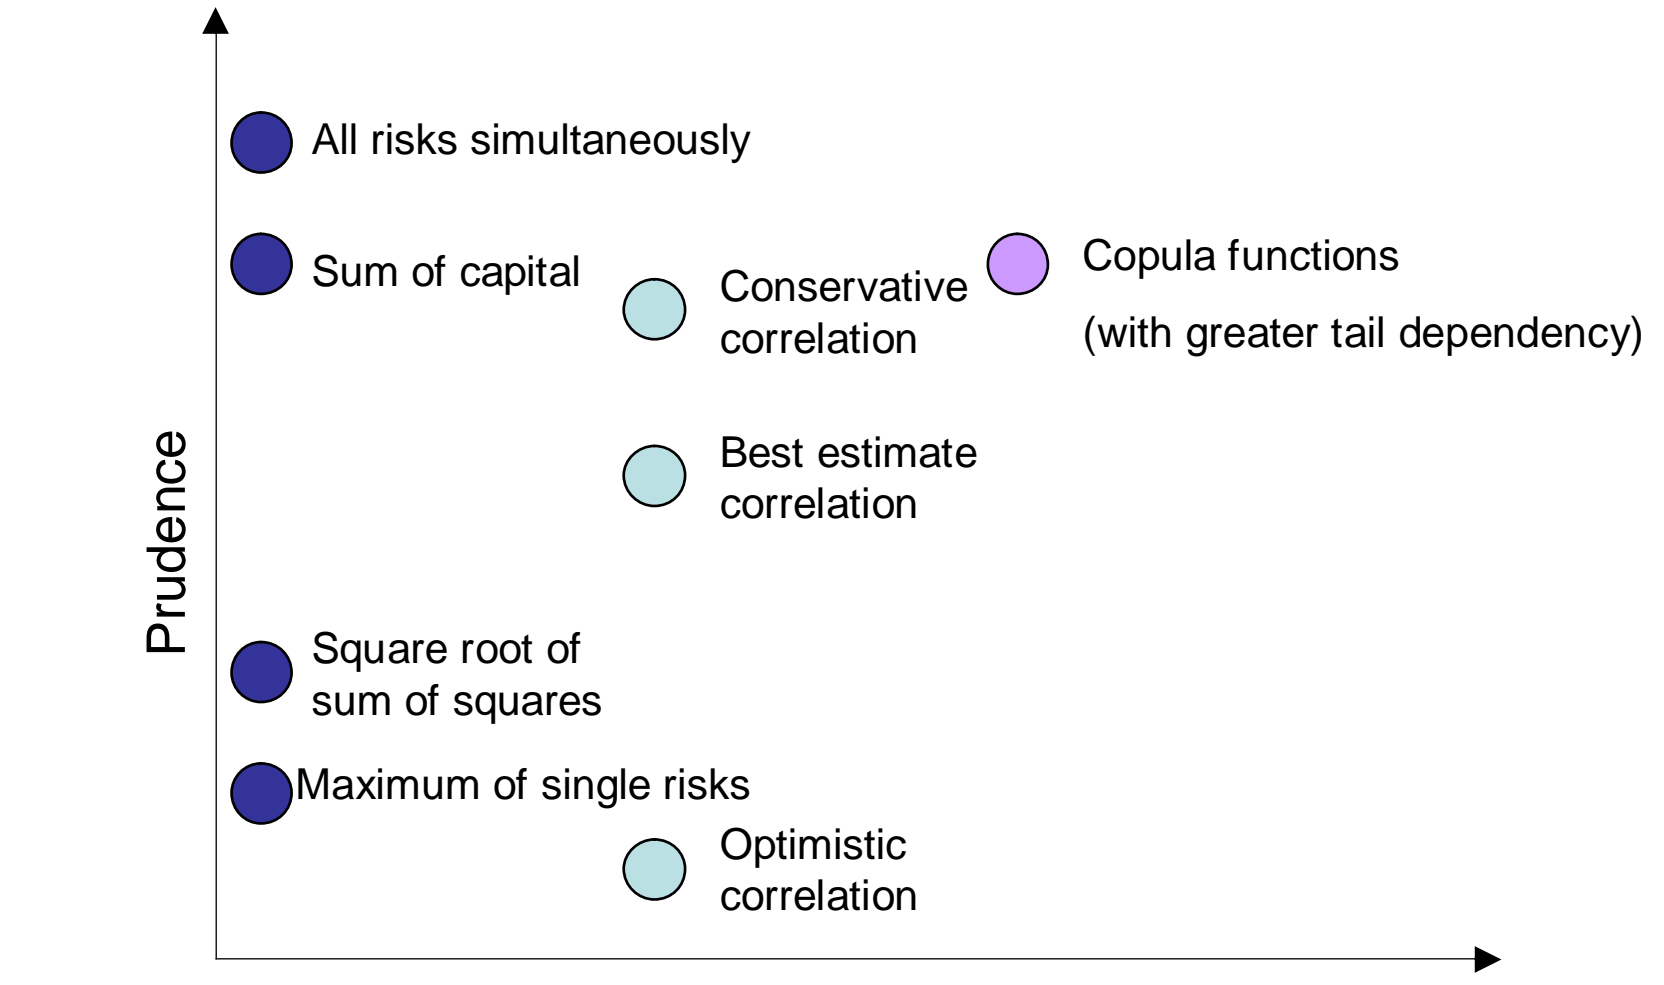 All risks simultaneously
Sum of capital
Conservative
correlation
Copula functions
(with greater tail dependency)
Best estimate
correlation
Prudence
Square root of
sum of squares
Maximum of single risks
Optimistic
correlation